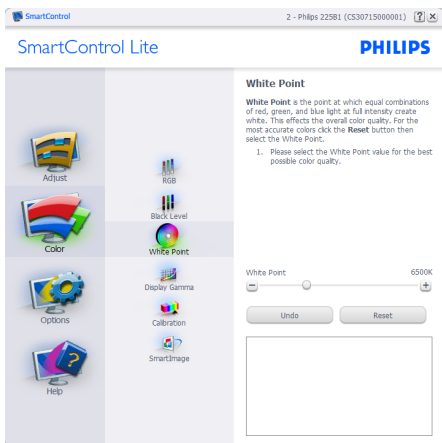 SmartControl
2 - Philips 225B1 (CS30715000001)
SmartControl Lite
PHILIPS
White Point
White Point is the point at which equal combinations
of red, green, and blue light at full intensity create
white. This effects the overall color quality. For the
most accurate colors click the Reset button then
select the White Point.
1. Please select the White Point value for the best
possible color quality.
Adjust
RGB
Black Level
Color
White Point
White Point 6500K
Display Gamma
Undo Reset
Options
Calibration
SmartImage
Help